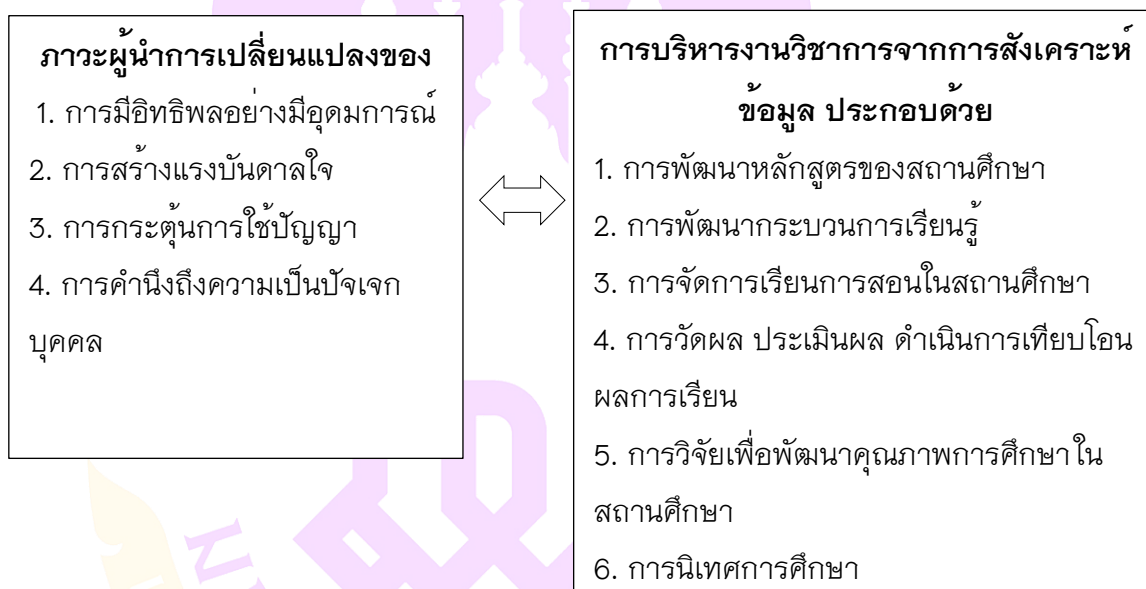 ภาวะผู้นำการเปลี่ยนแปลงของ
1. การมีอิทธิพลอย่างมีอุดมการณ์
2. การสร้างแรงบันดาลใจ
3. การกระตุ้นการใช้ปัญญา
4. การคำนึงถึงความเป็นปัจเจก
บุคคล
การบริหารงานวิชาการจากการสังเคราะห์
ข้อมูล ประกอบด้วย
1. การพัฒนาหลักสูตรของสถานศึกษา
2. การพัฒนากระบวนการเรียนรู้
3. การจัดการเรียนการสอนในสถานศึกษา
4. การวัดผล ประเมินผล ดำเนินการเทียบโอน
ผลการเรียน
5. การวิจัยเพื่อพัฒนาคุณภาพการศึกษาใน
สถานศึกษา
6. การนิเทศการศึกษา